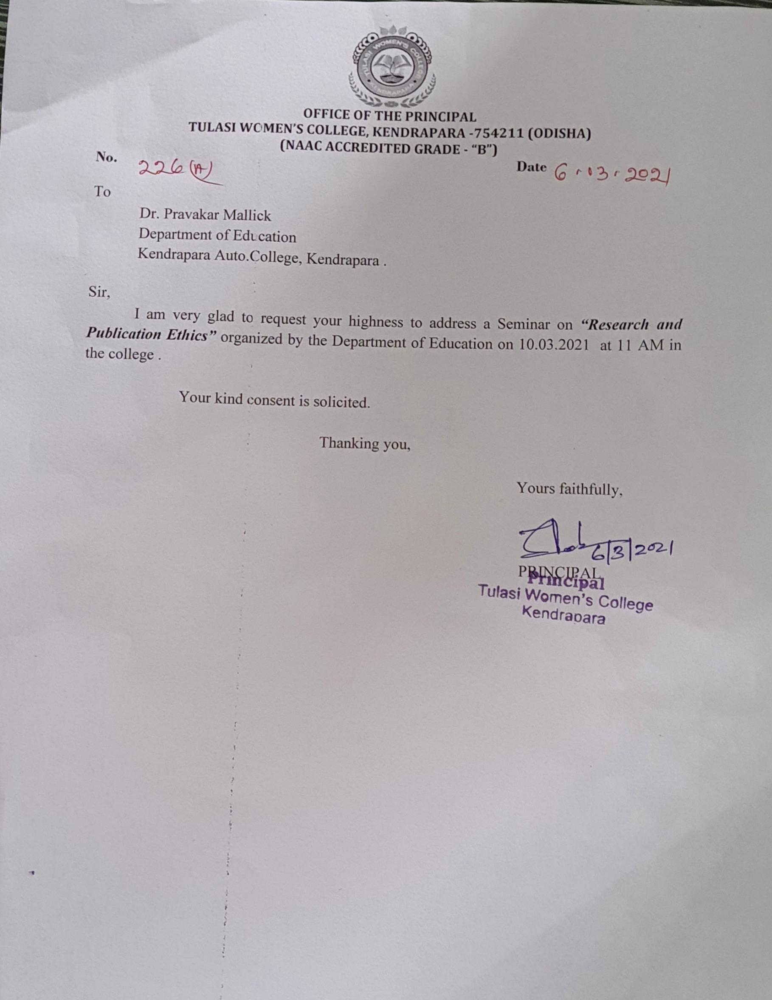 TULASI WOMEN'S COLLEGE
KENDRAPARA
OFFICE OF THE PRINCIPAL
TULASI WOMEN'S COLLEGE, KENDRAPARA -754211 (ODISHA)
(NAAC ACCREDITED GRADE - “B”)
No. 226(A)
Date 6.03.2021
To
Dr. Pravakar Mallick
Department of Education
Kendrapara Auto.College, Kendrapara .
Sir,
I am very glad to request your highness to address a Seminar on “Research and
Publication Ethics” organized by the Department of Education on 10.03.2021 at 11 AM in
the college .
Your kind consent is solicited.
Thanking you,
Yours faithfully,
6/3/2021
PRINCIPAL
Principal
Tulasi Women's College
Kendrapara